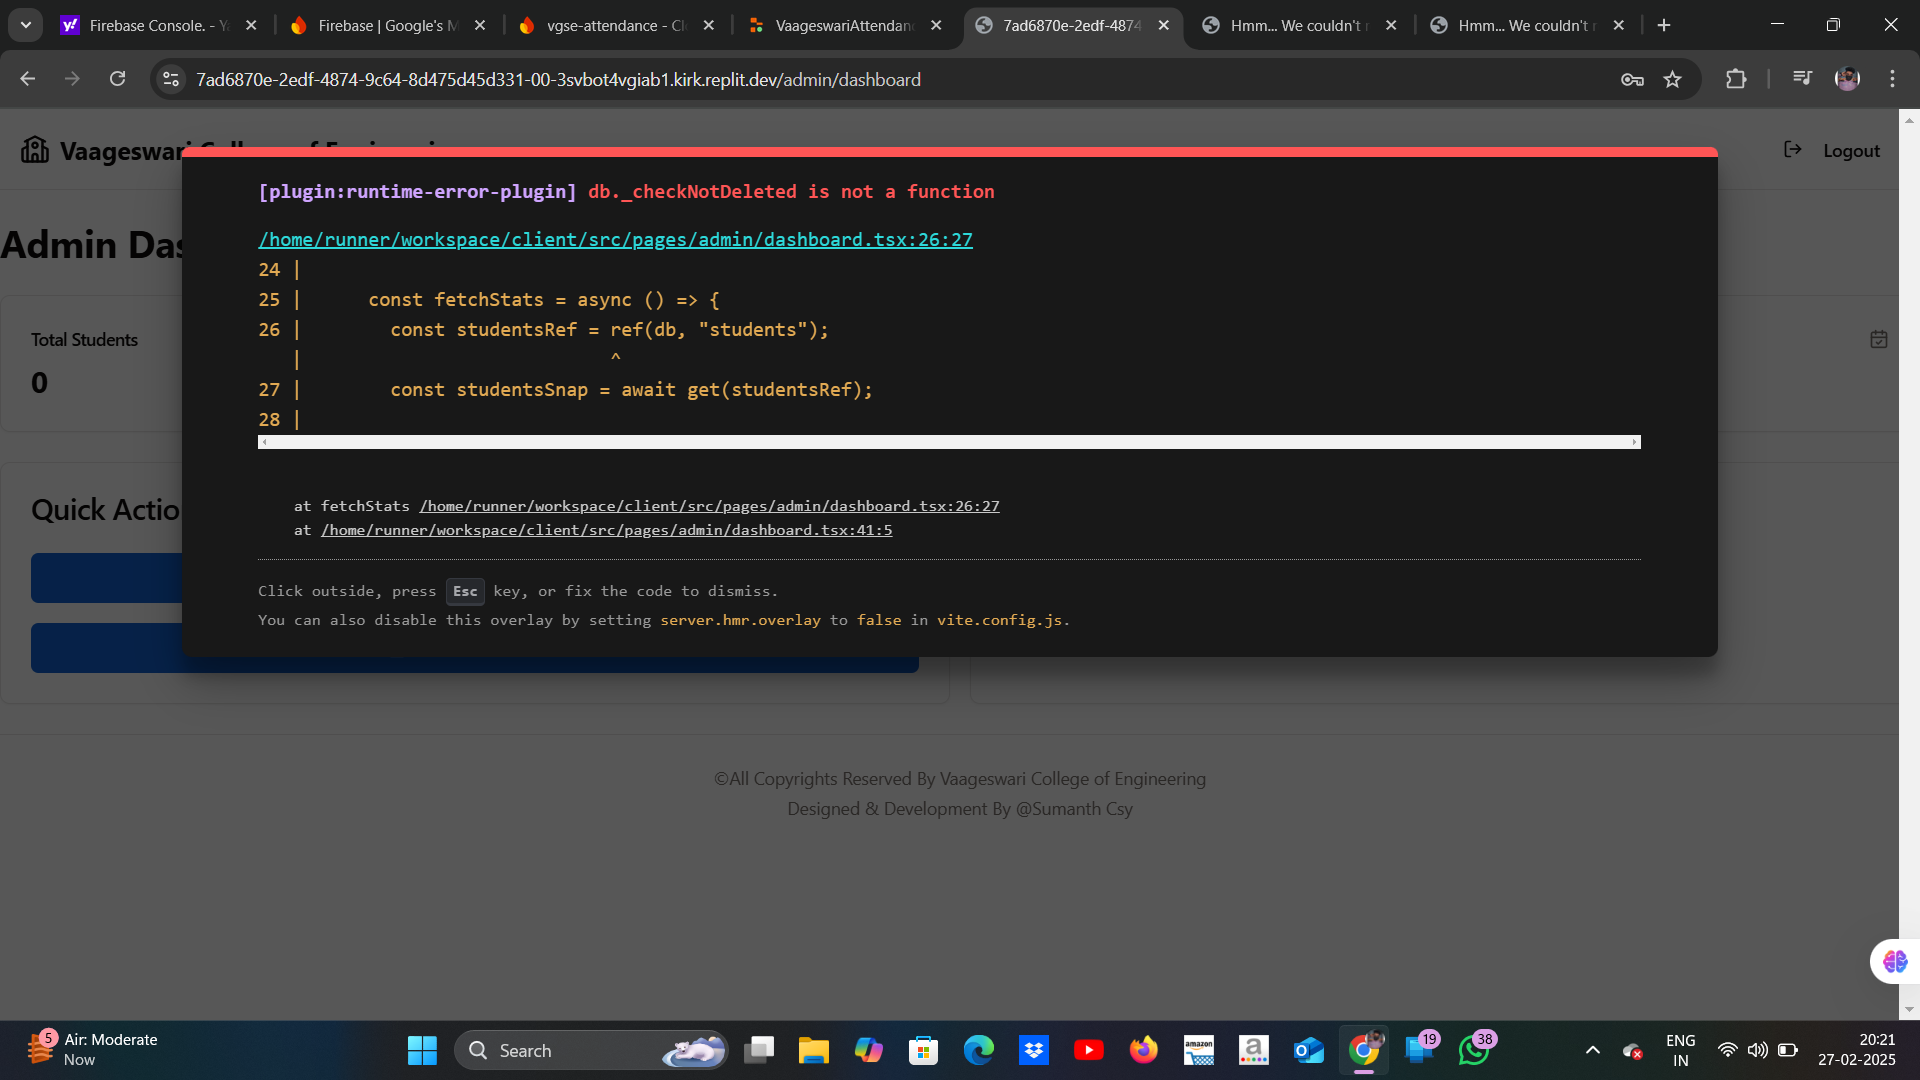 Firebase Console. - Y
Firebase | Google's M
vgse-attendance - Cl
VaageswariAttendanc
7ad6870e-2edf-4874
Hmm... We couldn't r
Hmm... We couldn't r
7ad6870e-2edf-4874-9c64-8d475d45d331-00-3svbot4vgiab1.kirk.replit.dev/admin/dashboard
Vaageswari College of Engineering
Logout
[plugin:runtime-error-plugin] db._checkNotDeleted is not a function
/home/runner/workspace/client/src/pages/admin/dashboard.tsx:26:27
24 |
25 |      const fetchStats = async () => {
26 |        const studentsRef = ref(db, "students");
   |                            ^
27 |        const studentsSnap = await get(studentsRef);
28 |
at fetchStats /home/runner/workspace/client/src/pages/admin/dashboard.tsx:26:27
at /home/runner/workspace/client/src/pages/admin/dashboard.tsx:41:5
Click outside, press Esc key, or fix the code to dismiss.
You can also disable this overlay by setting server.hmr.overlay to false in vite.config.js.
Admin Das
Total Students
0
Quick Actio
©All Copyrights Reserved By Vaageswari College of Engineering
Designed & Development By @Sumanth Csy
5
Air: Moderate
Now
Search
amazon
a
19
38
ENG
IN
20:21
27-02-2025